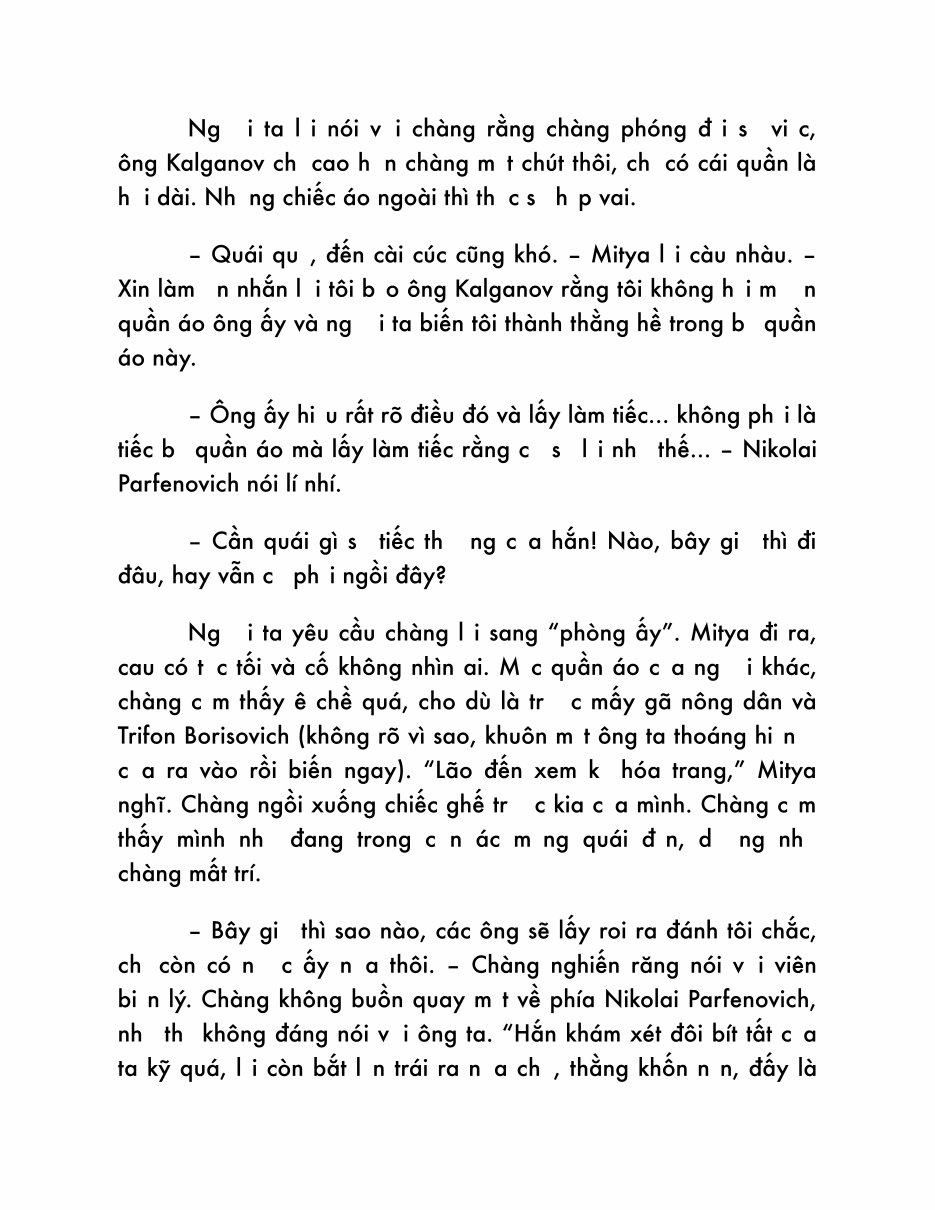 Ng i ta l i nói v i chàng rằng chàng phóng đ i s vi c,
ông Kalganov ch cao h n chàng m t chút thôi, ch có cái quần là
h i dài. Nh ng chiếc áo ngoài thì th c s h p vai.
– Quái qu , đến cài cúc cũng khó. – Mitya l i càu nhàu. –
Xin làm n nhắn l i tôi b o ông Kalganov rằng tôi không h i m n
quần áo ông ấy và ng i ta biến tôi thành thằng hề trong b quần
áo này.
– Ông ấy hi u rất rõ điều đó và lấy làm tiếc... không ph i là
tiếc b quần áo mà lấy làm tiếc rằng c s l i nh thế... – Nikolai
Parfenovich nói lí nhí.
– Cần quái gì s tiếc th ng c a hắn! Nào, bây gi thì đi
đâu, hay vẫn c ph i ngồi đây?
Ng i ta yêu cầu chàng l i sang “phòng ấy”. Mitya đi ra,
cau có t c tối và cố không nhìn ai. M c quần áo c a ng i khác,
chàng c m thấy ê chề quá, cho dù là tr c mấy gã nông dân và
Trifon Borisovich (không rõ vì sao, khuôn m t ông ta thoáng hi n
c a ra vào rồi biến ngay). “Lão đến xem k hóa trang,” Mitya
nghĩ. Chàng ngồi xuống chiếc ghế tr c kia c a mình. Chàng c m
thấy mình nh đang trong c n ác m ng quái đ n, d ng nh
chàng mất trí.
– Bây gi thì sao nào, các ông sẽ lấy roi ra đánh tôi chắc,
ch còn có n c ấy n a thôi. – Chàng nghiến răng nói v i viên
bi n lý. Chàng không buồn quay m t về phía Nikolai Parfenovich,
nh th không đáng nói v i ông ta. “Hắn khám xét đôi bít tất c a
ta kỹ quá, l i còn bắt l n trái ra n a ch , thằng khốn n n, đấy là